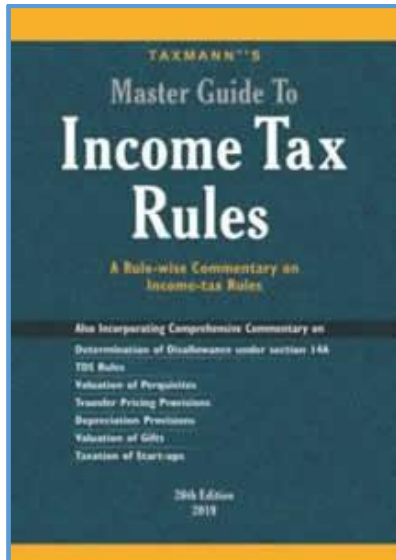 TAXMANN'S
Master Guide To
Income Tax
Rules
A Rule-wise Commentary on
Income-tax Rules
Also Incorporating Comprehensive Commentary on
Determination of Disallowance under section 14A
TDS Rules
Valuation of Perquisites
Transfer Pricing Provisions
Depreciation Provisions
Valuation of Gifts
Taxation of Start-ups
26th Edition
2019